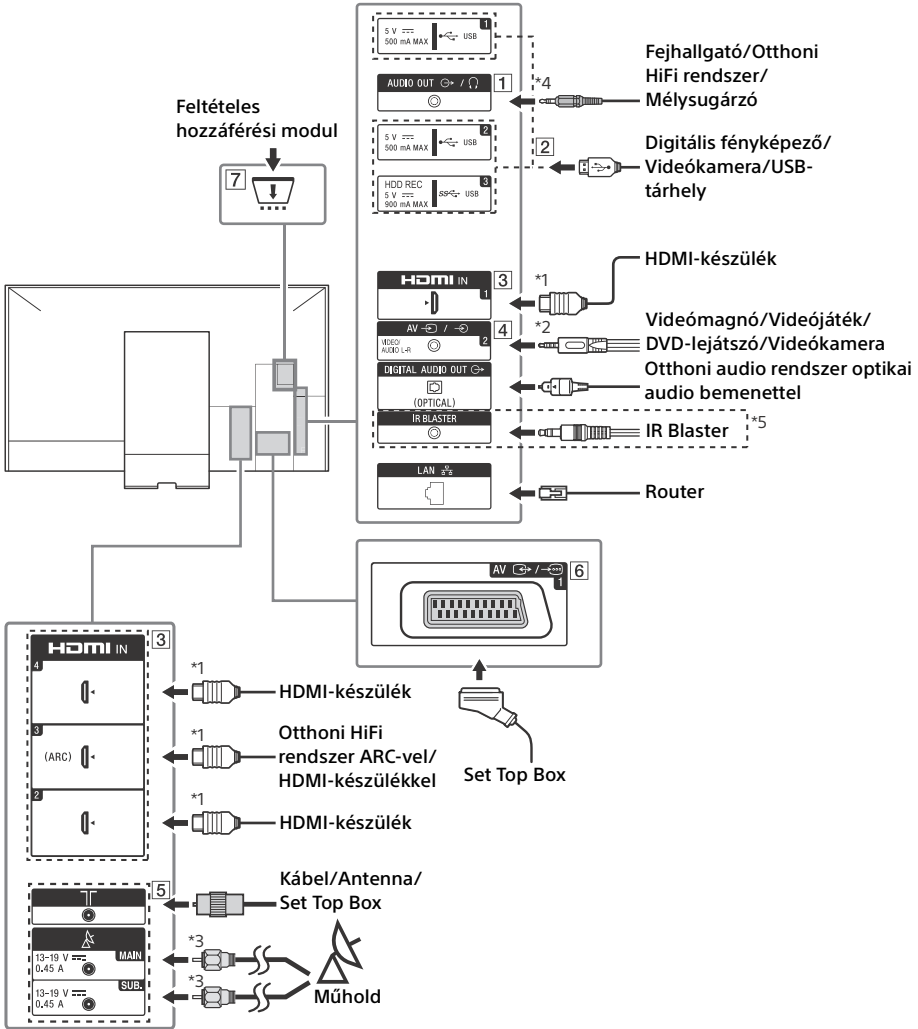 5 V
500 mA MAX
USB
1
AUDIO OUT /
1
*4
Fejhallgató/Otthoni
HiFi rendszer/
Mélysugárzó
5 V
500 mA MAX
USB
2
2
Digitális fényképező/
Videókamera/USB-
tárhely
HDD REC
5 V
900 mA MAX
SS USB
3
Feltételes
hozzáférési modul
7
HDMI IN
3
1
*1
HDMI-készülék
AV /
4
VIDEO/
AUDIO L-R
2
*2
Videómagnó/Videójáték/
DVD-lejátszó/Videókamera
DIGITAL AUDIO OUT
(OPTICAL)
Otthoni audio rendszer optikai
audio bemenettel
IR BLASTER
IR Blaster
*5
LAN
Router
AV /
1
6
Set Top Box
HDMI IN
3
4
*1
HDMI-készülék
3
(ARC)
*1
Otthoni HiFi
rendszer ARC-vel/
HDMI-készülékkel
2
*1
HDMI-készülék
5
Kábel/Antenna/
Set Top Box
13-19 V
0.45 A
MAIN
*3
13-19 V
0.45 A
SUB.
*3
Műhold